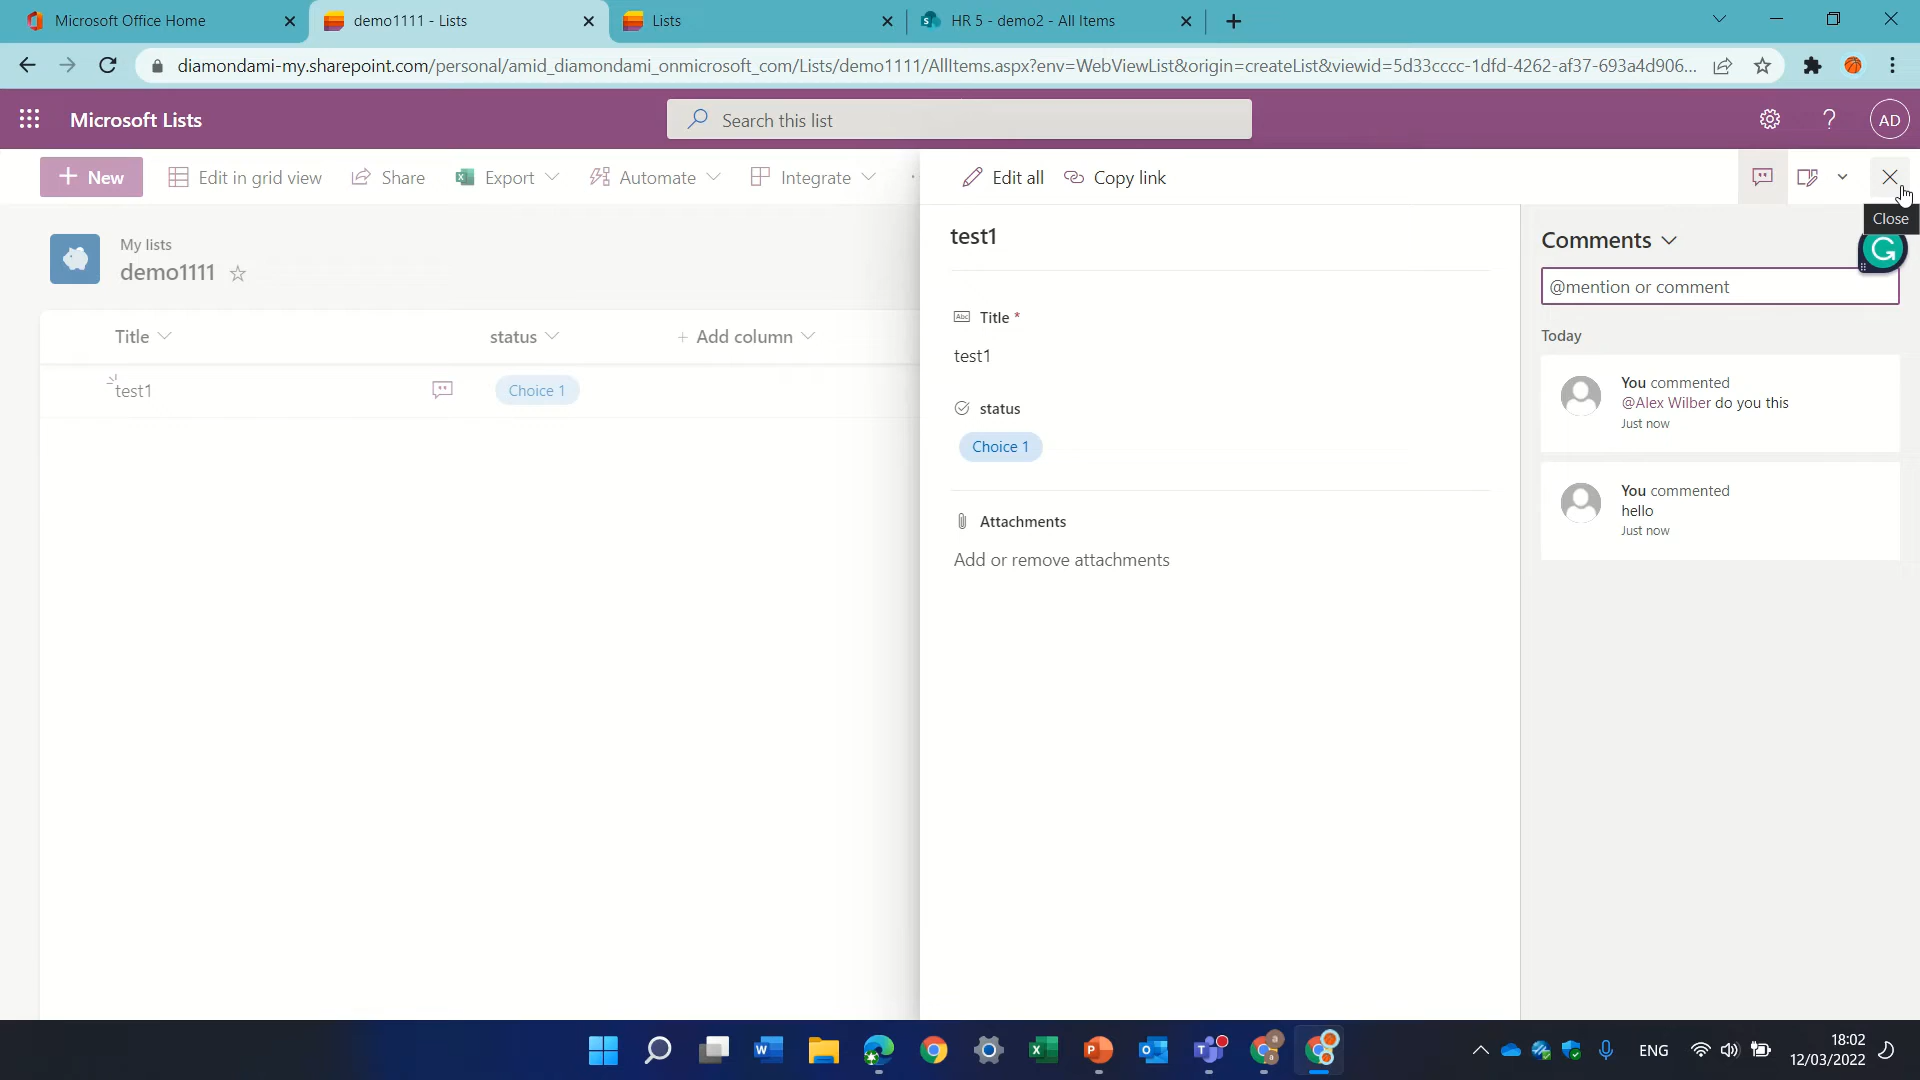 Microsoft Office Home
demo1111 - Lists
Lists
HR 5 - demo2 - All Items
diamondami-my.sharepoint.com/personal/amid_diamondami_onmicrosoft_com/Lists/demo1111/AllItems.aspx?env=WebViewList&origin=createList&viewid=5d33cccc-1dfd-4262-af37-693a4d906...
Microsoft Lists
Search this list
AD
New
Edit in grid view
Share
Export
Automate
Integrate
Edit all
Copy link
Close
My lists
demo1111
Title
status
+ Add column
test1
Choice 1
test1
Abc Title *
test1
status
Choice 1
Attachments
Add or remove attachments
Comments
@mention or comment
Today
You commented
@Alex Wilber do you this
Just now
You commented
hello
Just now
ENG
18:02
12/03/2022